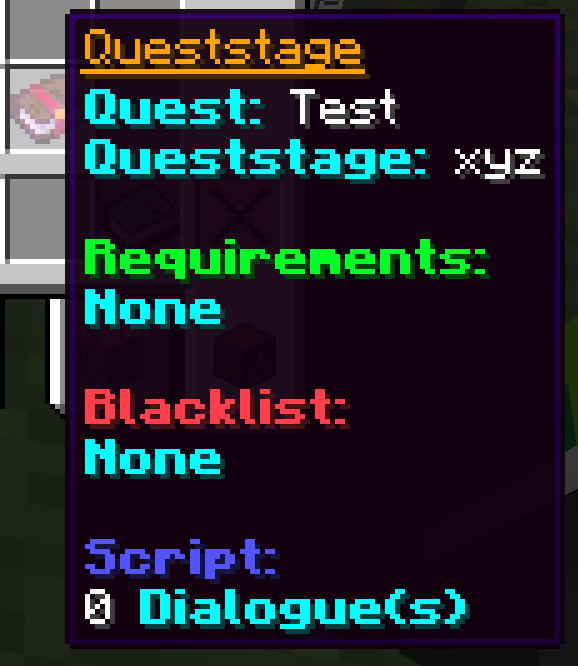 Queststage
Quest: Test
Queststage: xyz
Requirements:
None
Blacklist:
None
Script:
0 Dialogue(s)